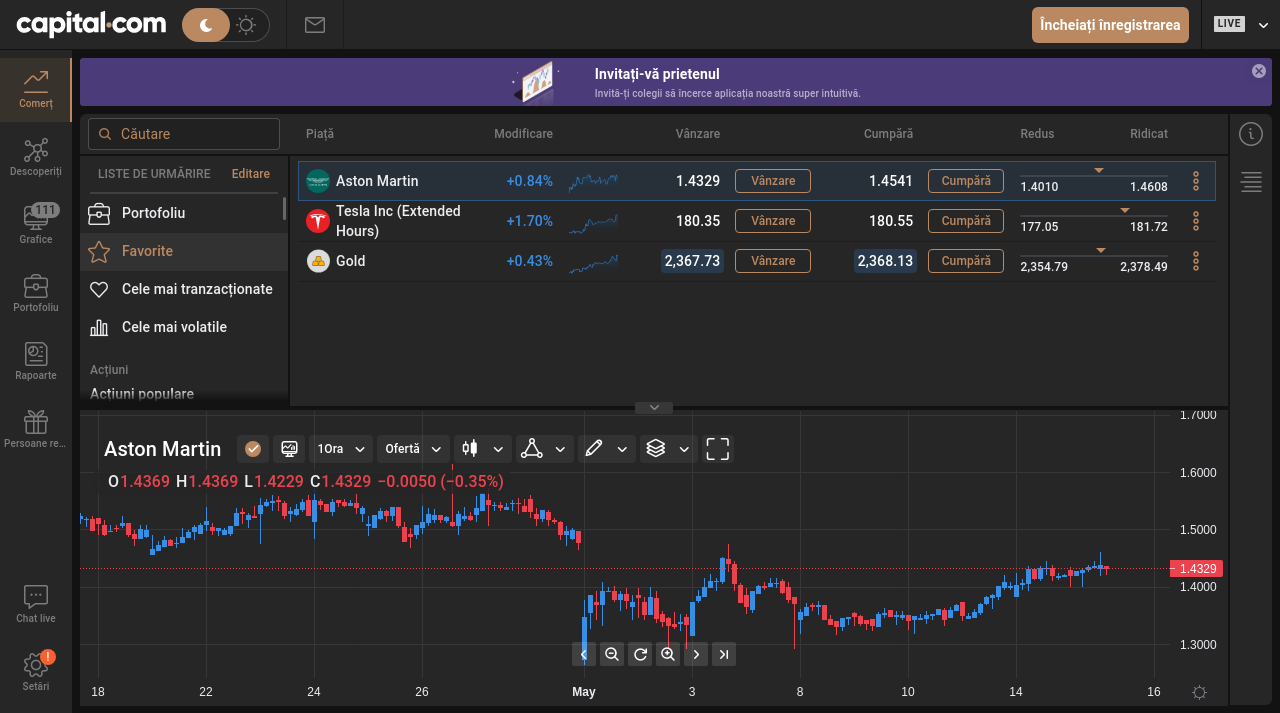 capital.com
Încheiați înregistrarea
LIVE
Invitați-vă prietenul
Invită-ți colegii să încerce aplicația noastră super intuitivă.
Comerț
Descoperiți
111
Grafice
Portofoliu
Rapoarte
Persoane re...
Chat live
!
Setări
Căutare
LISTE DE URMĂRIRE Editare
Portofoliu
Favorite
Cele mai tranzacționate
Cele mai volatile
Acțiuni
Acțiuni populare
Piață Modificare Vânzare Cumpără Redus Ridicat
Aston Martin +0.84% 1.4329 Vânzare 1.4541 Cumpără 1.4010 1.4608
Tesla Inc (Extended
Hours) +1.70% 180.35 Vânzare 180.55 Cumpără 177.05 181.72
Gold +0.43% 2,367.73 Vânzare 2,368.13 Cumpără 2,354.79 2,378.49
Aston Martin 1Ora Ofertă
O1.4369 H1.4369 L1.4229 C1.4329 −0.0050 (−0.35%)
1.7000
1.6000
1.5000
1.4329
1.4000
1.3000
18 22 24 26 May 3 8 10 14 16